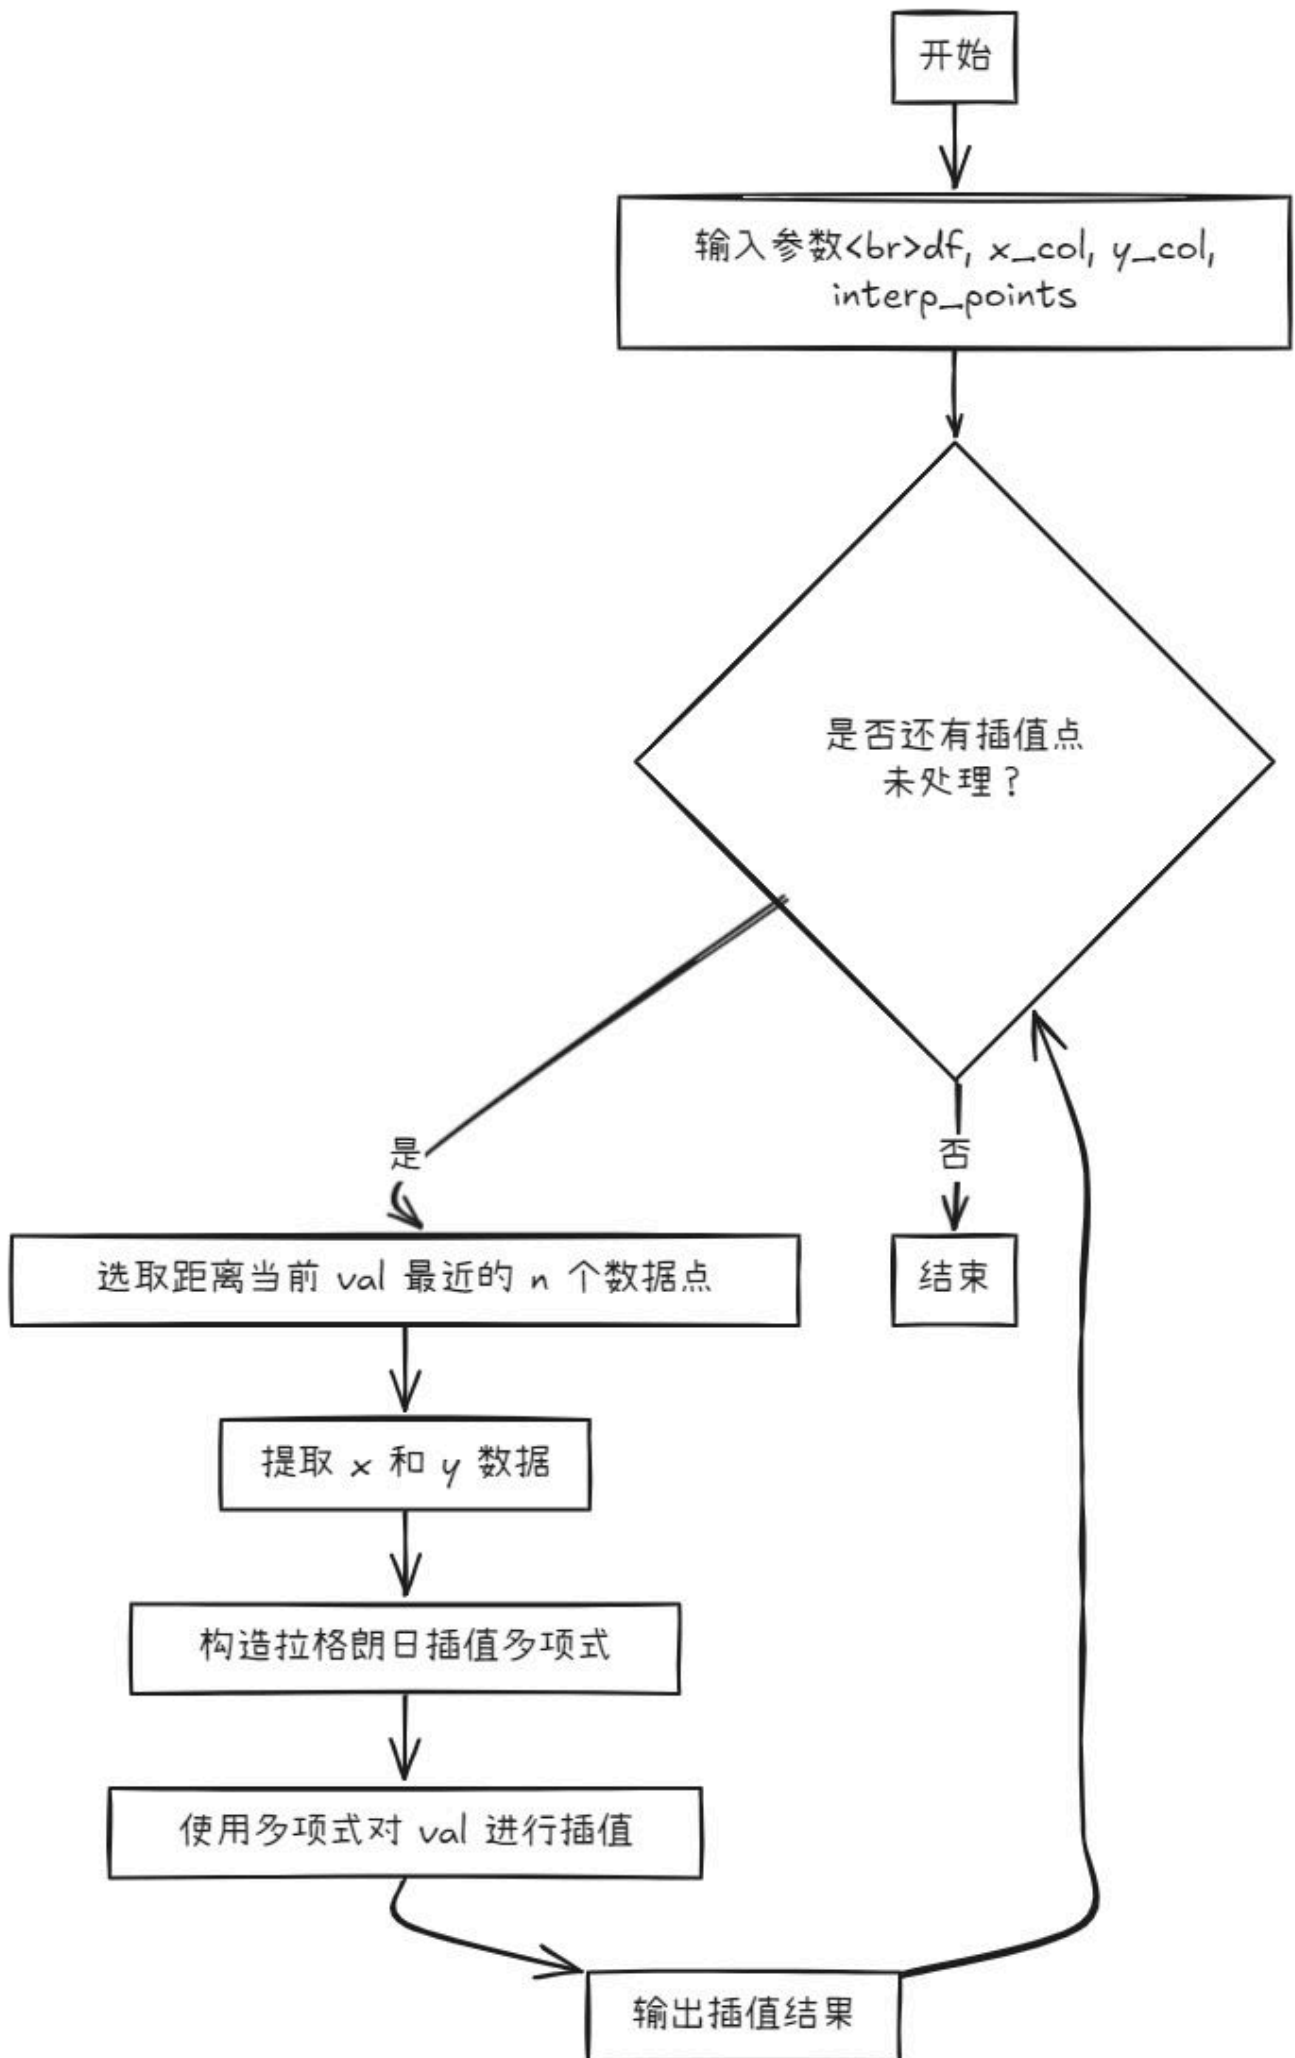 开始
输入参数<br>df, x_col, y_col,
interp_points
是否还有插值点
未处理？
是
否
选取距离当前 val 最近的 n 个数据点
结束
提取 x 和 y 数据
构造拉格朗日插值多项式
使用多项式对 val 进行插值
输出插值结果